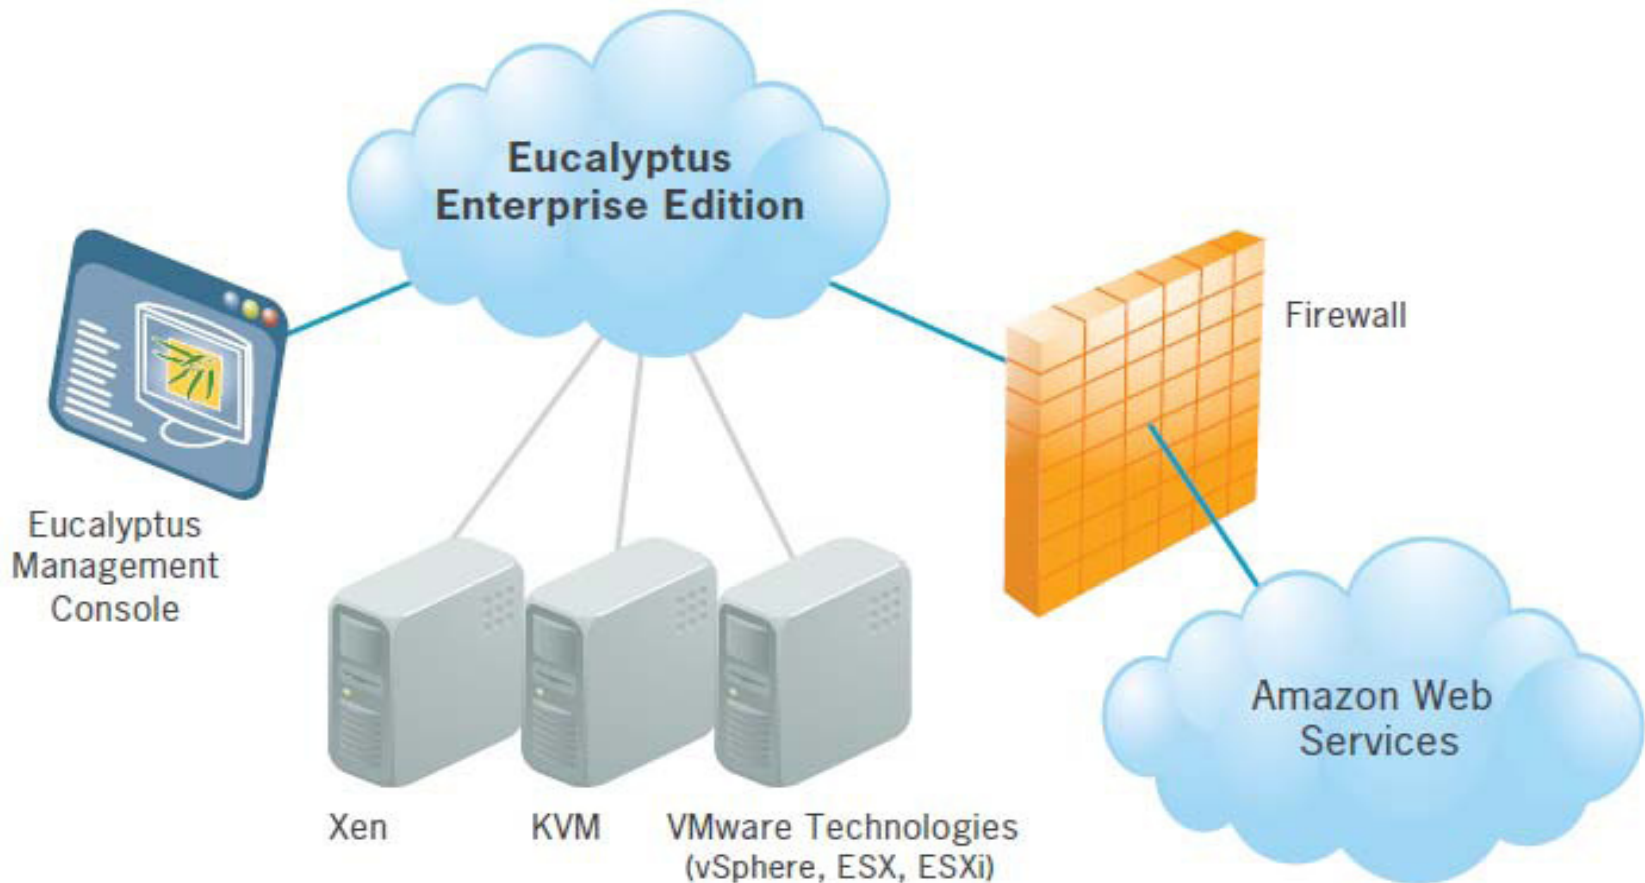 Eucalyptus
Enterprise Edition
Firewall
Eucalyptus
Management
Console
Amazon Web
Services
Xen
KVM
VMware Technologies
(vSphere, ESX, ESXi)